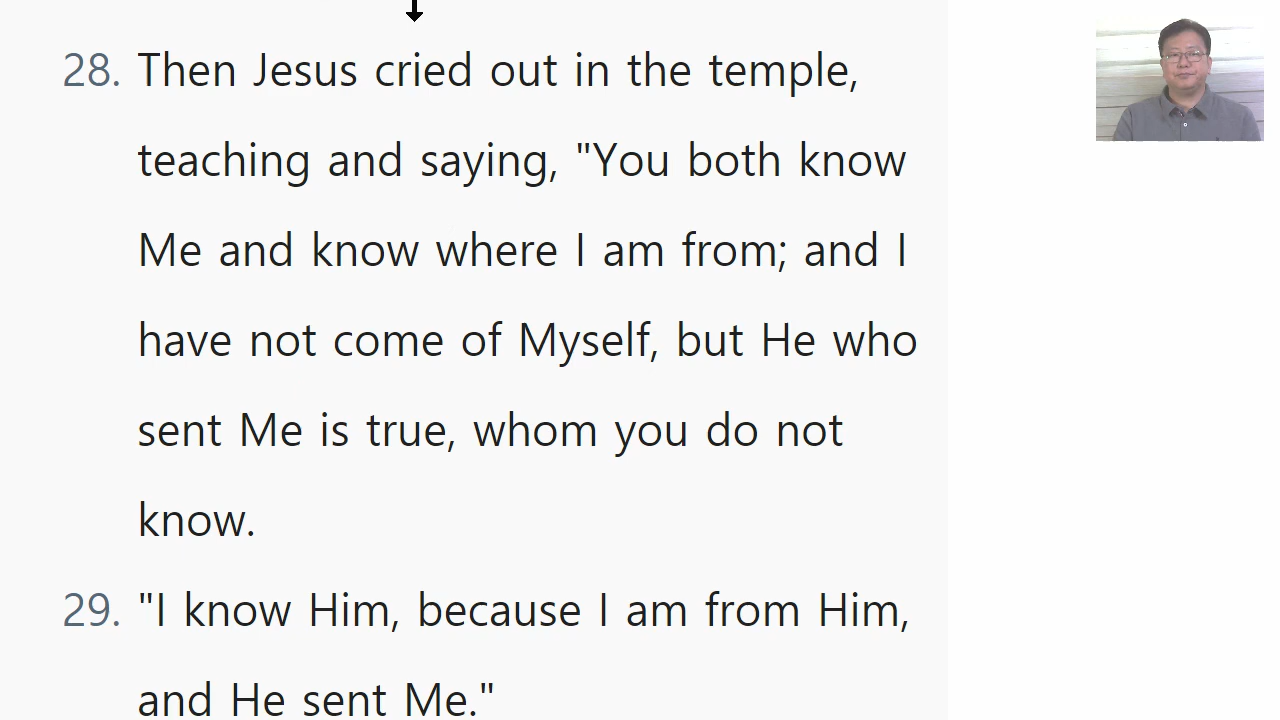 28. Then Jesus cried out in the temple,
teaching and saying, "You both know
Me and know where I am from; and I
have not come of Myself, but He who
sent Me is true, whom you do not
know.
29. "I know Him, because I am from Him,
and He sent Me."